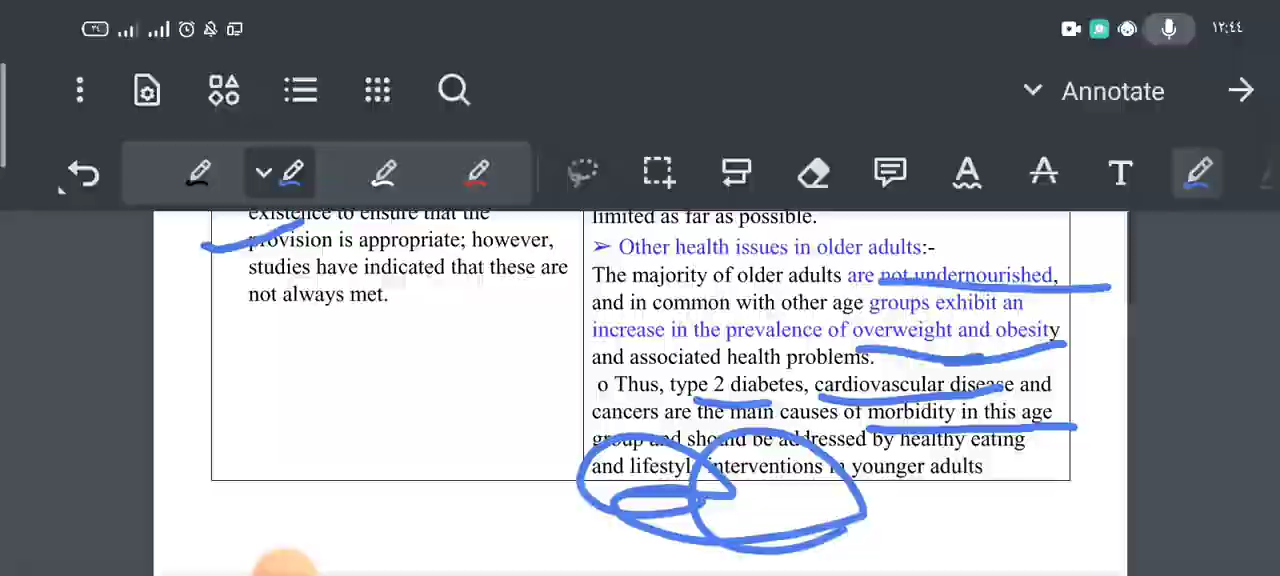 ٣٤
١٢:٤٤
Annotate
T
existence to ensure that the
provision is appropriate; however,
studies have indicated that these are
not always met.
limited as far as possible.
➢ Other health issues in older adults:-
The majority of older adults are not undernourished,
and in common with other age groups exhibit an
increase in the prevalence of overweight and obesity
and associated health problems.
o Thus, type 2 diabetes, cardiovascular disease and
cancers are the main causes of morbidity in this age
group and should be addressed by healthy eating
and lifestyle interventions in younger adults